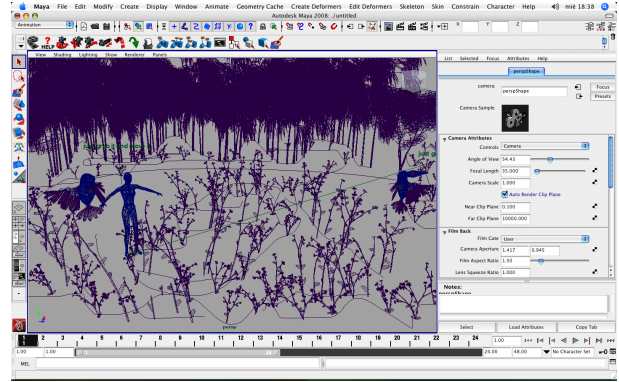 Maya File Edit Modify Create Display Window Animate Geometry Cache Create Deformers Edit Deformers Skeleton Skin Constrain Character Help mié 18:38
Autodesk Maya 2008: ./untitled
Animation X Y Z
HELP
View Shading Lighting Show Renderer Panels
List Selected Focus Attributes Help
perspShape
camera: perspShape Focus
Presets
Camera Sample
Camera Attributes
Controls Camera
Angle of View 54.43
Focal Length 35.000
Camera Scale 1.000
Auto Render Clip Plane
Near Clip Plane 0.100
Far Clip Plane 10000.000
Film Back
Film Gate User
Camera Aperture 1.417 0.945
Film Aspect Ratio 1.50
Lens Squeeze Ratio 1.000
Notes:
perspShape
persp
Select Load Attributes Copy Tab
1 2 3 4 5 6 7 8 9 10 11 12 13 14 15 16 17 18 19 20 21 22 23 24 1.00
1.00 1.00 1 24 24.00 48.00 No Character Set
MEL